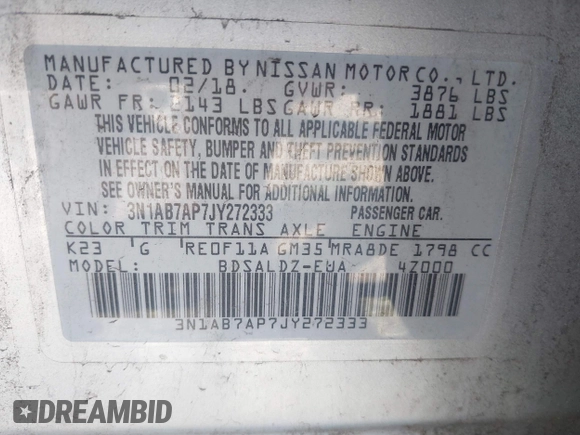 MANUFACTURED BY NISSAN MOTOR CO., LTD.
DATE: 02/18. GVWR: 3876 LBS
GAWR FR: 2143 LBS GAWR RR: 1881 LBS
THIS VEHICLE CONFORMS TO ALL APPLICABLE FEDERAL MOTOR
VEHICLE SAFETY, BUMPER AND THEFT PREVENTION STANDARDS
IN EFFECT ON THE DATE OF MANUFACTURE SHOWN ABOVE.
SEE OWNER'S MANUAL FOR ADDITIONAL INFORMATION.
VIN: 3N1AB7AP7JY272333 PASSENGER CAR.
COLOR TRIM TRANS AXLE ENGINE
K23 G RE0F11A GM35 MRA8DE 1798 CC
MODEL: BDSALDZ-EUA- 4Z000
3N1AB7AP7JY272333
DREAMBID